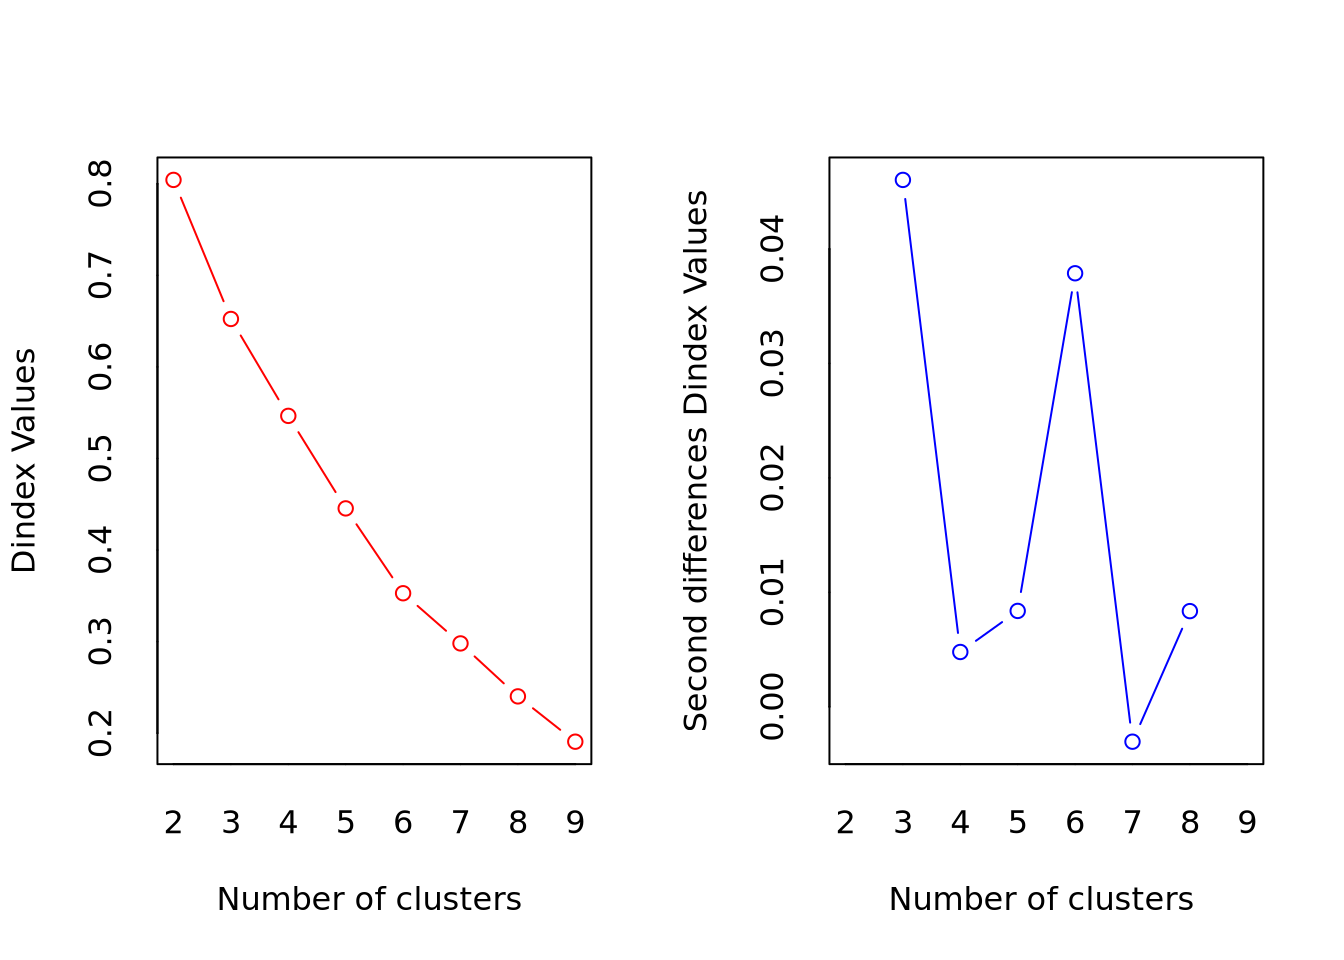 Dindex Values
0.8
0.7
0.6
0.5
0.4
0.3
0.2
2 3 4 5 6 7 8 9
Number of clusters
Second differences Dindex Values
0.04
0.03
0.02
0.01
0.00
2 3 4 5 6 7 8 9
Number of clusters